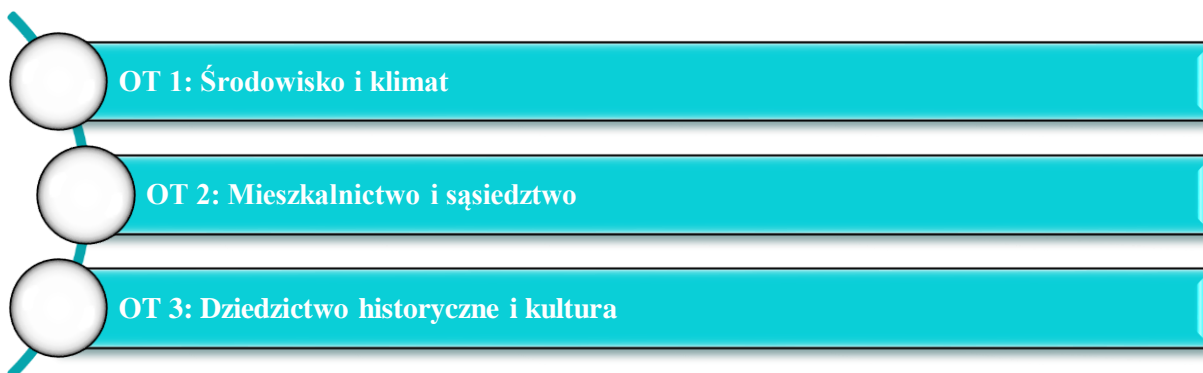 OT 1: Środowisko i klimat
OT 2: Mieszkalnictwo i sąsiedztwo
OT 3: Dziedzictwo historyczne i kultura